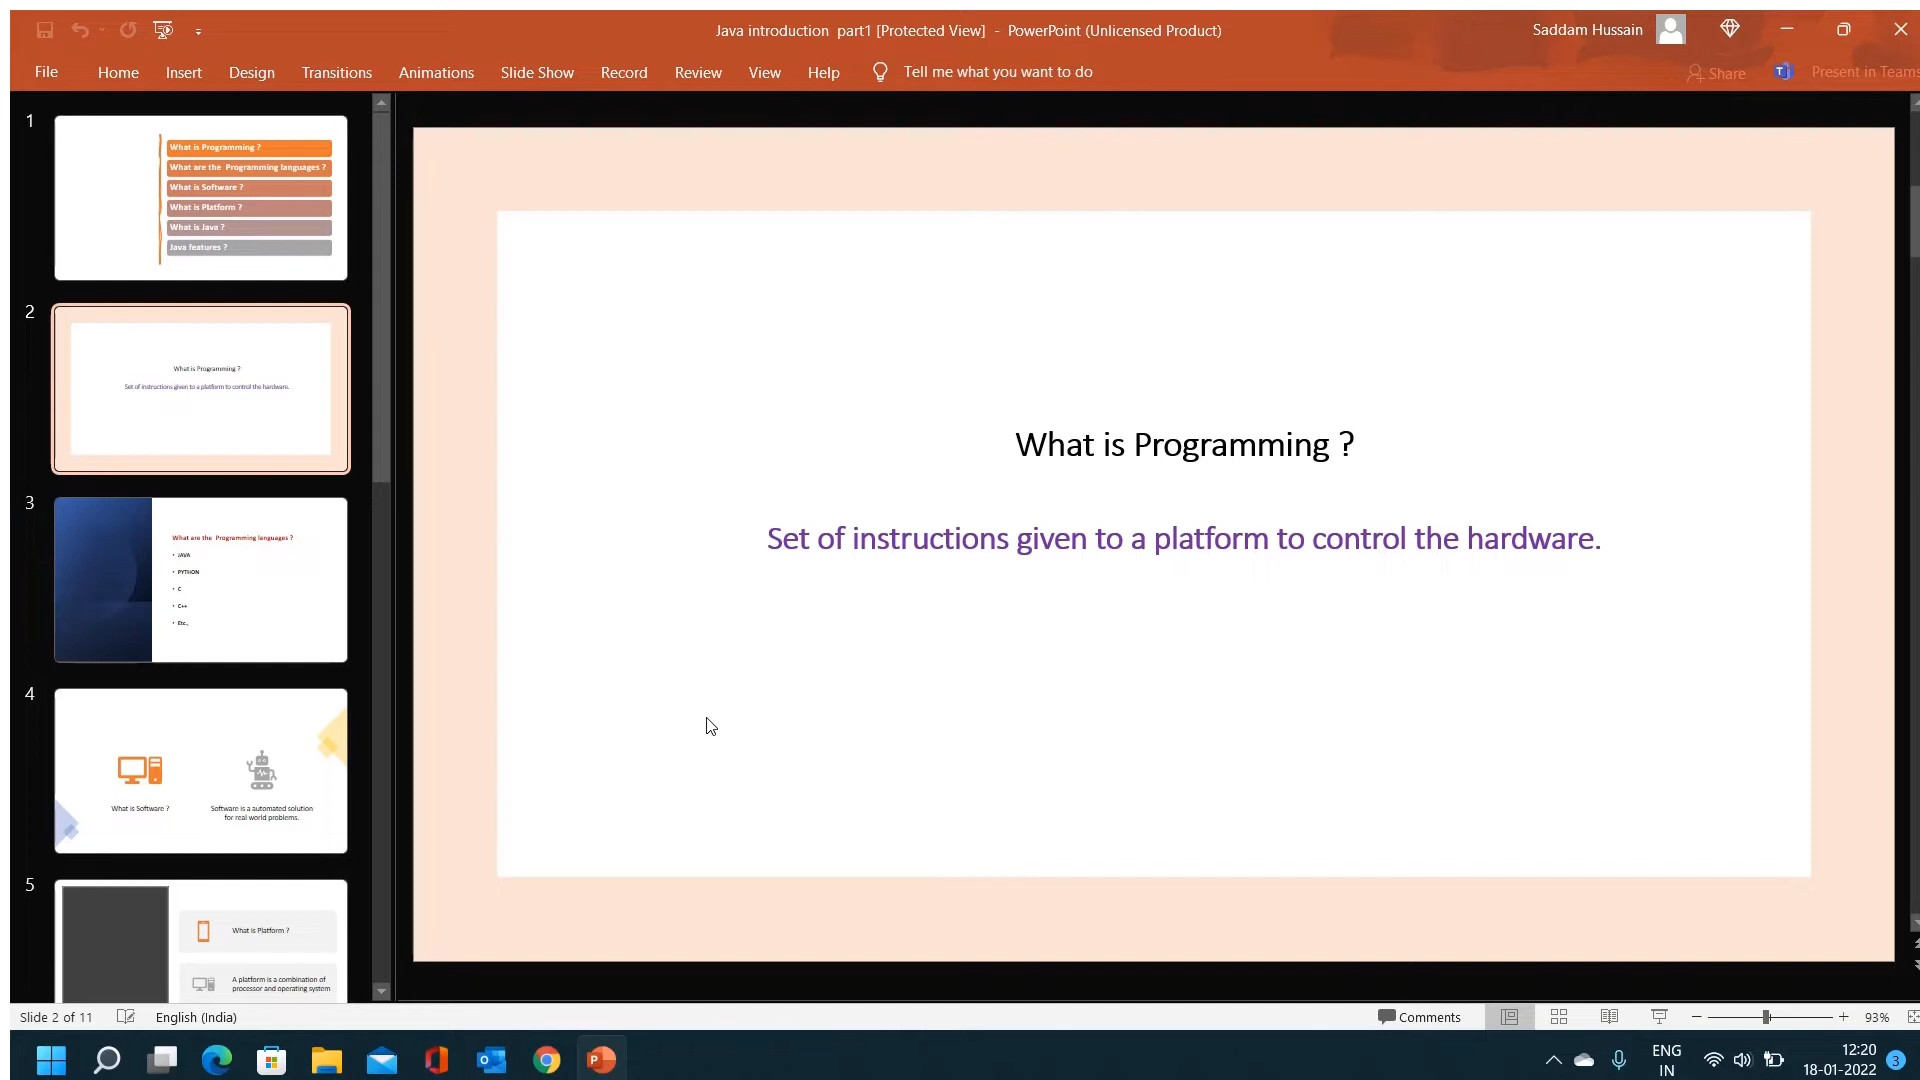 Java introduction  part1 [Protected View]  -  PowerPoint (Unlicensed Product)
Saddam Hussain
File Home Insert Design Transitions Animations Slide Show Record Review View Help Tell me what you want to do
Share
Present in Teams
1
What is Programming ?
What are the  Programming languages ?
What is Software ?
What is Platform ?
What is Java ?
Java features ?
2
What is Programming ?
Set of instructions given to a platform to control the hardware.
3
What are the  Programming languages ?
• JAVA
• PYTHON
• C
• C++
• Etc.,
4
What is Software ?
Software is a automated solution
for real world problems.
5
What is Platform ?
A platform is a combination of
processor and operating system
What is Programming ?
Set of instructions given to a platform to control the hardware.
Slide 2 of 11
English (India)
Comments
93%
ENG
IN
12:20
18-01-2022
3